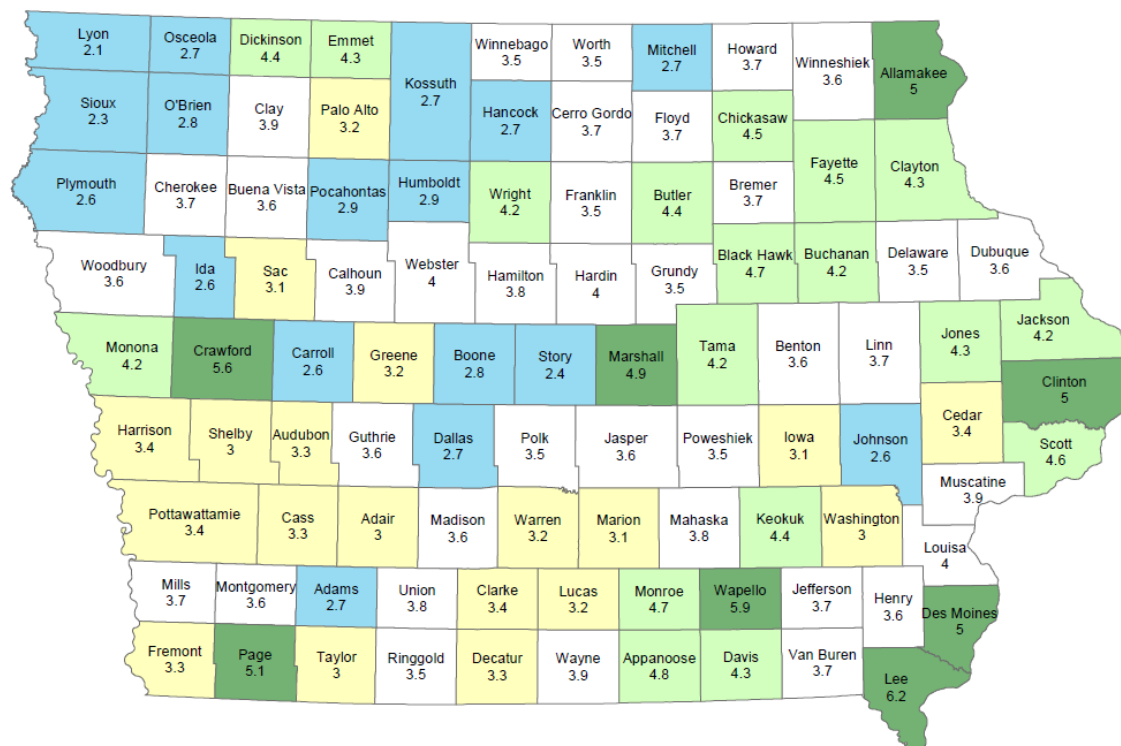 Lyon
2.1
Osceola
2.7
Dickinson
4.4
Emmet
4.3
Kossuth
2.7
Winnebago
3.5
Worth
3.5
Mitchell
2.7
Howard
3.7
Winneshiek
3.6
Allamakee
5
Sioux
2.3
O'Brien
2.8
Clay
3.9
Palo Alto
3.2
Hancock
2.7
Cerro Gordo
3.7
Floyd
3.7
Chickasaw
4.5
Fayette
4.5
Clayton
4.3
Plymouth
2.6
Cherokee
3.7
Buena Vista
3.6
Pocahontas
2.9
Humboldt
2.9
Wright
4.2
Franklin
3.5
Butler
4.4
Bremer
3.7
Woodbury
3.6
Ida
2.6
Sac
3.1
Calhoun
3.9
Webster
4
Hamilton
3.8
Hardin
4
Grundy
3.5
Black Hawk
4.7
Buchanan
4.2
Delaware
3.5
Dubuque
3.6
Monona
4.2
Crawford
5.6
Carroll
2.6
Greene
3.2
Boone
2.8
Story
2.4
Marshall
4.9
Tama
4.2
Benton
3.6
Linn
3.7
Jones
4.3
Jackson
4.2
Clinton
5
Harrison
3.4
Shelby
3
Audubon
3.3
Guthrie
3.6
Dallas
2.7
Polk
3.5
Jasper
3.6
Poweshiek
3.5
Iowa
3.1
Johnson
2.6
Cedar
3.4
Scott
4.6
Muscatine
3.9
Pottawattamie
3.4
Cass
3.3
Adair
3
Madison
3.6
Warren
3.2
Marion
3.1
Mahaska
3.8
Keokuk
4.4
Washington
3
Louisa
4
Mills
3.7
Montgomery
3.6
Adams
2.7
Union
3.8
Clarke
3.4
Lucas
3.2
Monroe
4.7
Wapello
5.9
Jefferson
3.7
Henry
3.6
Des Moines
5
Fremont
3.3
Page
5.1
Taylor
3
Ringgold
3.5
Decatur
3.3
Wayne
3.9
Appanoose
4.8
Davis
4.3
Van Buren
3.7
Lee
6.2